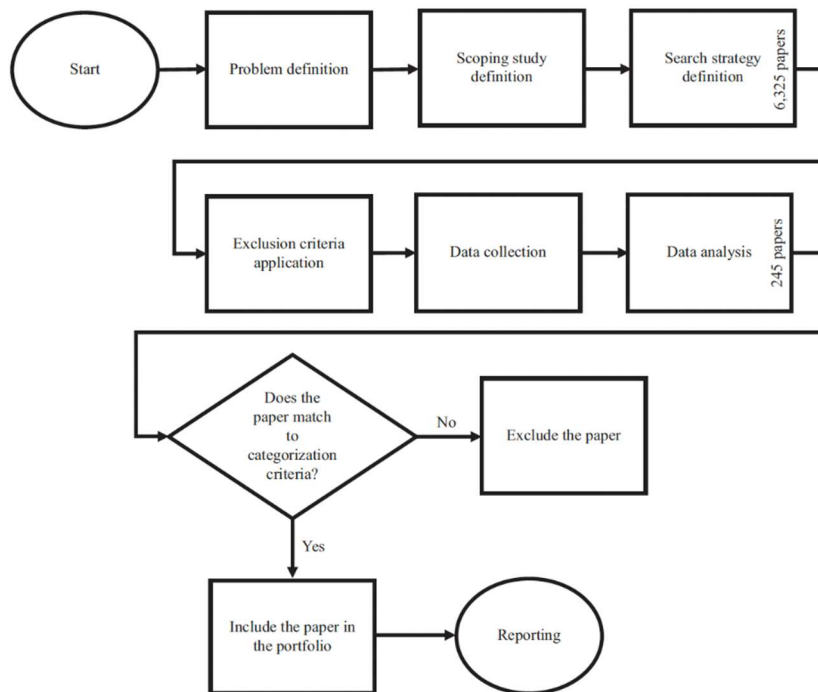 Start
Problem definition
Scoping study
definition
Search strategy
definition
6,325 papers
Exclusion criteria
application
Data collection
Data analysis
245 papers
Does the
paper match
to
categorization
criteria?
No
Exclude the paper
Yes
Include the paper in
the portfolio
Reporting